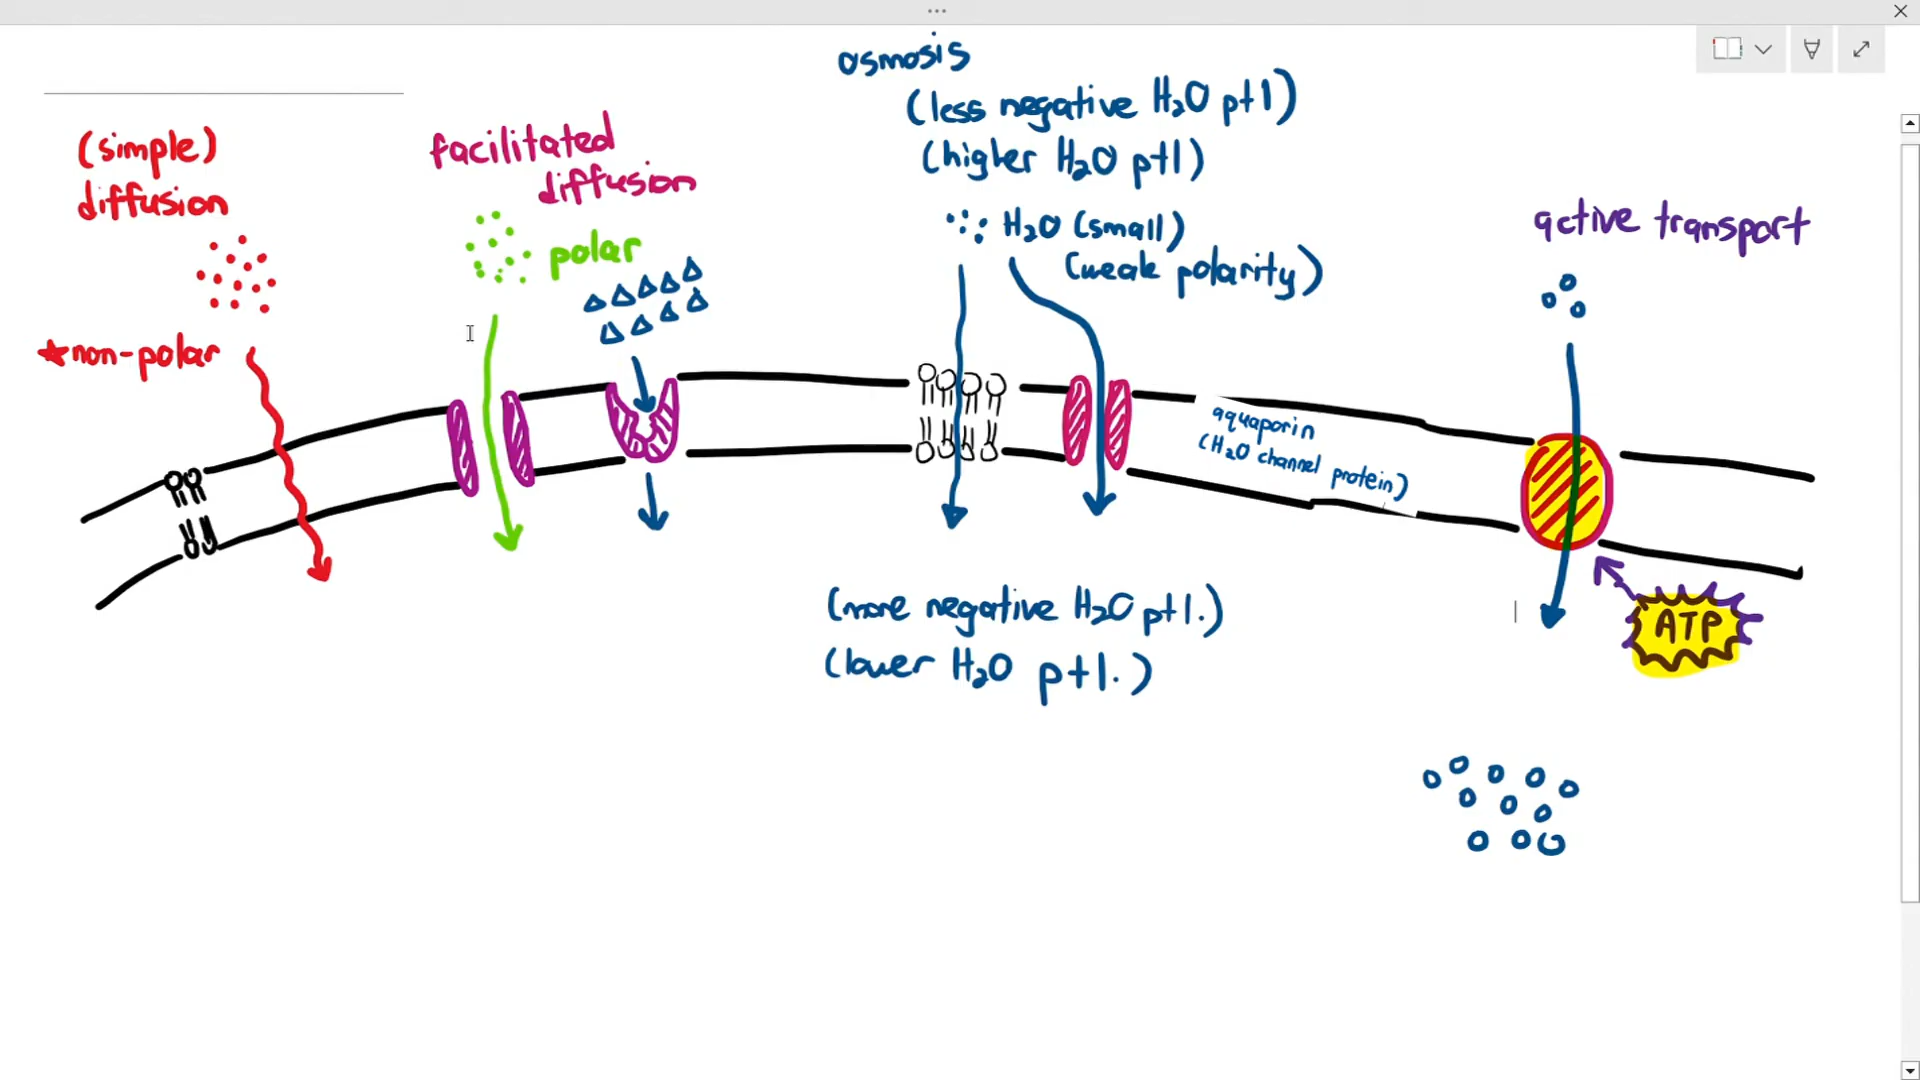 osmosis
(less negative H₂O ptl)
(higher H₂O ptl)
(simple)
diffusion
facilitated
diffusion
polar
H₂O (small)
(weak polarity)
active transport
*non-polar
aquaporin
(H₂O channel protein)
(more negative H₂O ptl.)
(lower H₂O ptl.)
ATP